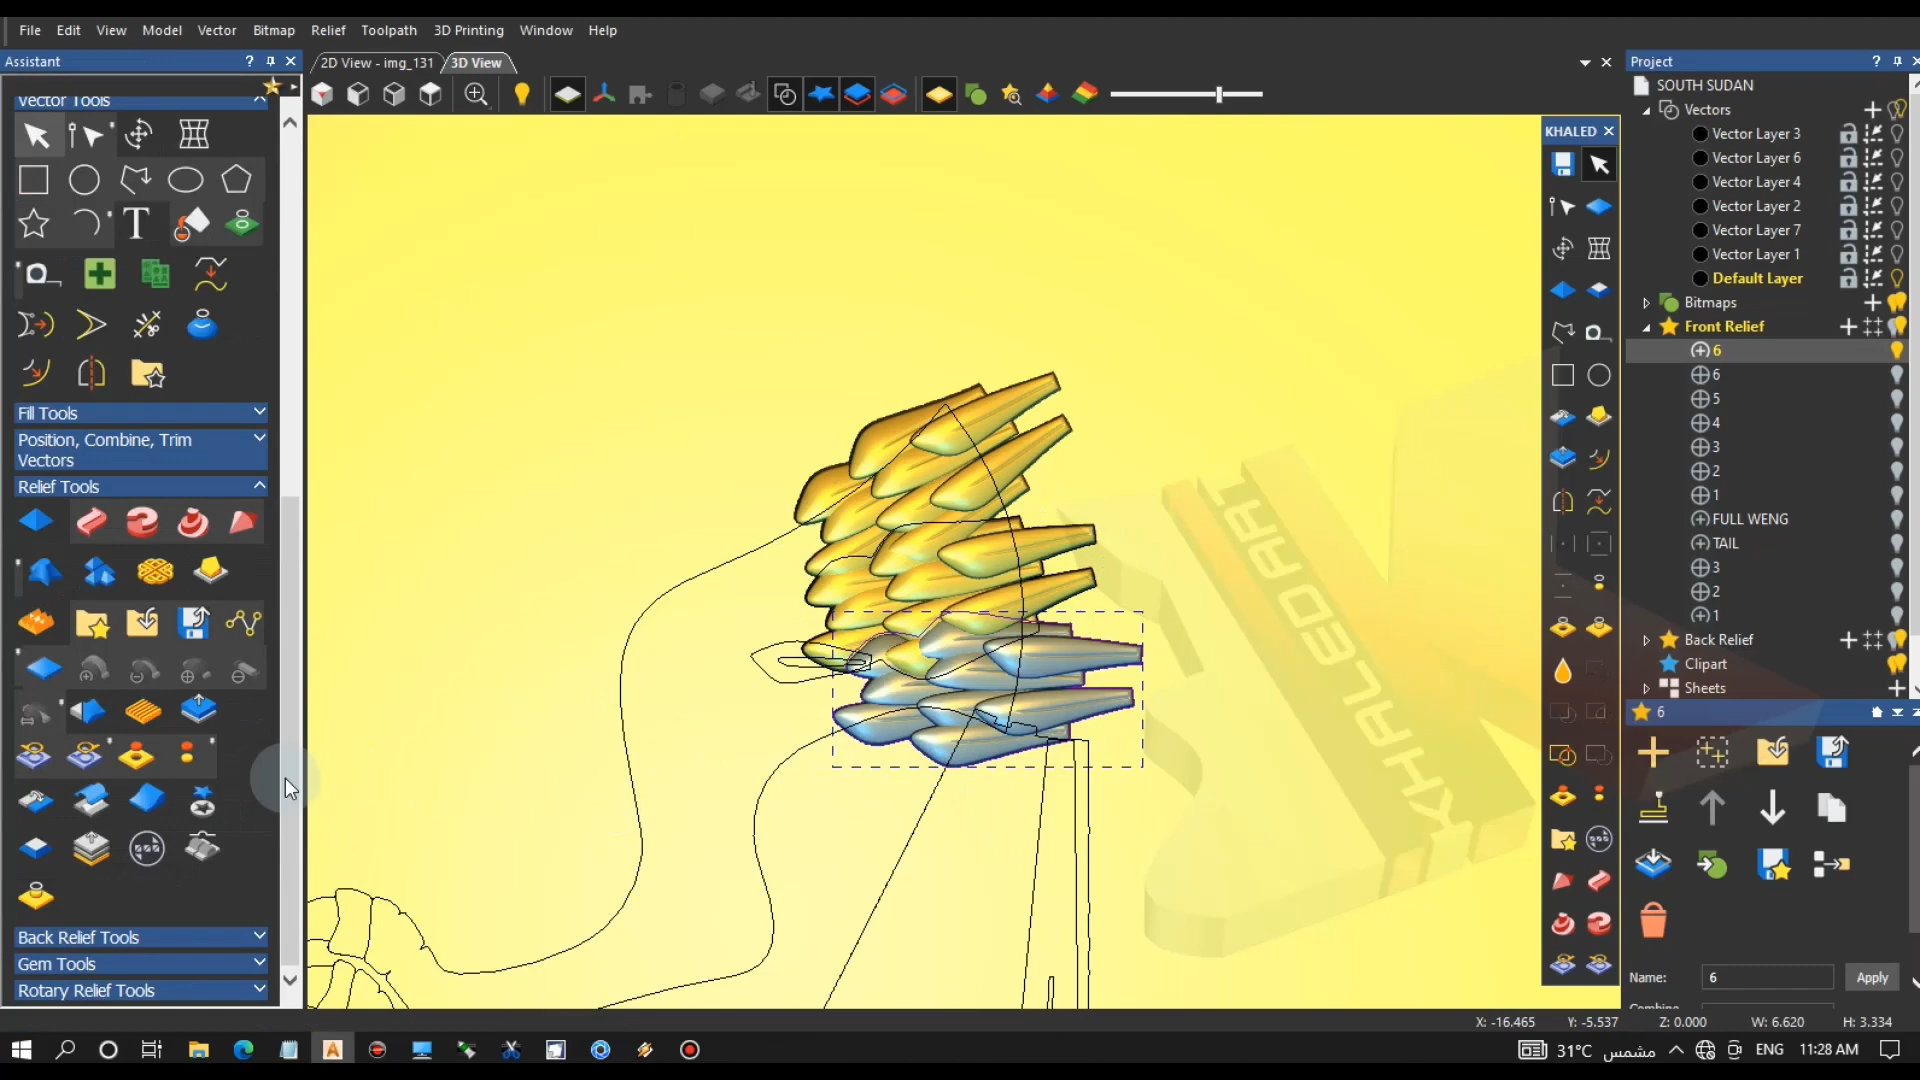 File Edit View Model Vector Bitmap Relief Toolpath 3D Printing Window Help
Assistant ?
2D View - img_131 3D View
Project ?
Vector Tools
T
Fill Tools
Position, Combine, Trim
Vectors
Relief Tools
Back Relief Tools
Gem Tools
Rotary Relief Tools
KHALEDART
KHALED
SOUTH SUDAN
Vectors
Vector Layer 3
Vector Layer 6
Vector Layer 4
Vector Layer 2
Vector Layer 7
Vector Layer 1
Default Layer
Bitmaps
Front Relief
6
6
5
4
3
2
1
FULL WENG
TAIL
3
2
1
Back Relief
Clipart
Sheets
6
Name: 6 Apply
Combine
X: -16.465 Y: -5.537 Z: 0.000 W: 6.620 H: 3.334
31°C مشمس ENG 11:28 AM